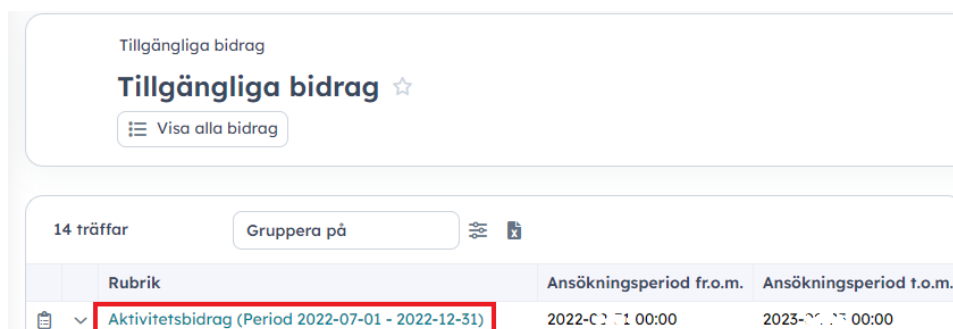 Tillgängliga bidrag
Tillgängliga bidrag
Visa alla bidrag
14 träffar Gruppera på
Rubrik Ansökningsperiod fr.o.m. Ansökningsperiod t.o.m.
Aktivitetsbidrag (Period 2022-07-01 - 2022-12-31) 00:00 00:00